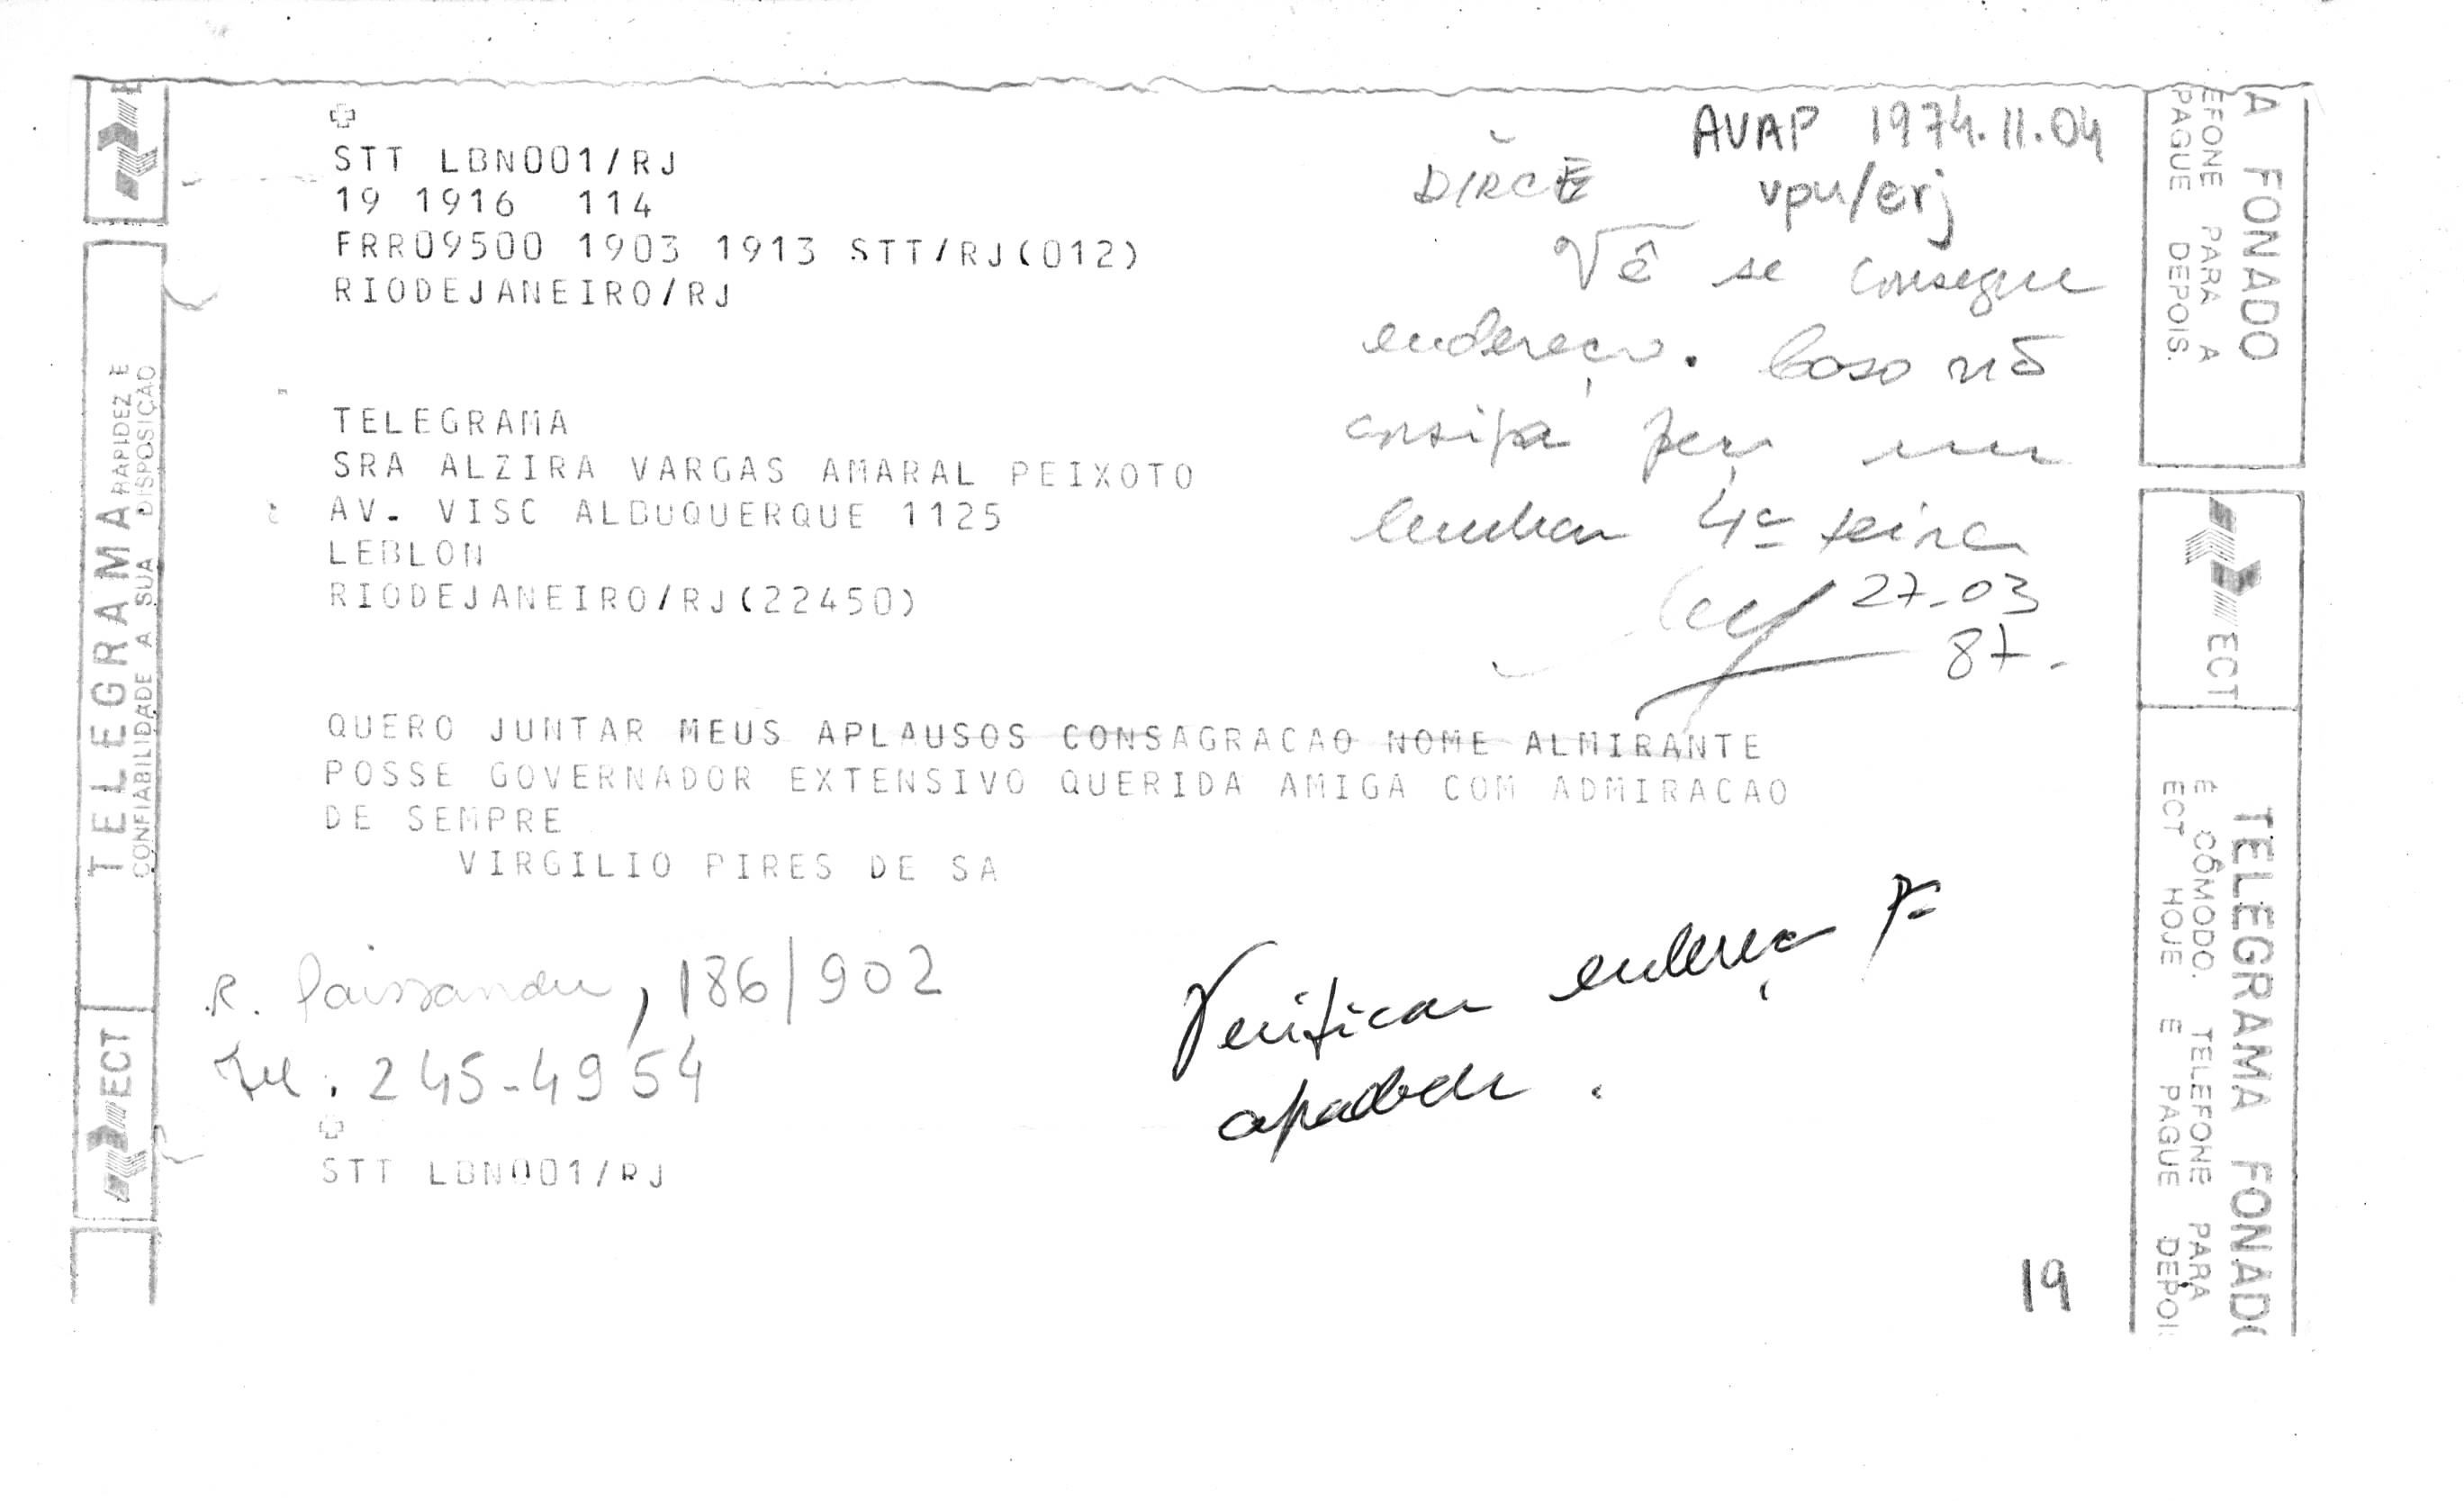 STT LBN001/RJ
19 1916 114
FRR09500 1903 1913 STT/RJ(012)
RIODEJANEIRO/RJ
AVAP 1974.11.04
vpu/crj
DIRCE
Vê se consegue
endereço. Caso nõ
consiga peço me
lembrar 4ª feira
27-03
87.
TELEGRAMA
SRA ALZIRA VARGAS AMARAL PEIXOTO
AV. VISC ALBUQUERQUE 1125
LEBLON
RIODEJANEIRO/RJ(22450)
QUERO JUNTAR MEUS APLAUSOS CONSAGRACAO NOME ALMIRANTE
POSSE GOVERNADOR EXTENSIVO QUERIDA AMIGA COM ADMIRACAO
DE SEMPRE
VIRGILIO PIRES DE SA
R. Paissandu, 186/902
Tel. 245-4954
Verificar endereço P=
agradecer.
STT LBN001/RJ
19
TELEGRAMA
RAPIDEZ E
CONFIABILIDADE A SUA DISPOSIÇÃO
ECT
A FONADO
EFONE PARA A
PAGUE DEPOIS.
ECT
TELEGRAMA FONADO
É CÔMODO. TELEFONE PARA
ECT HOJE E PAGUE DEPOI